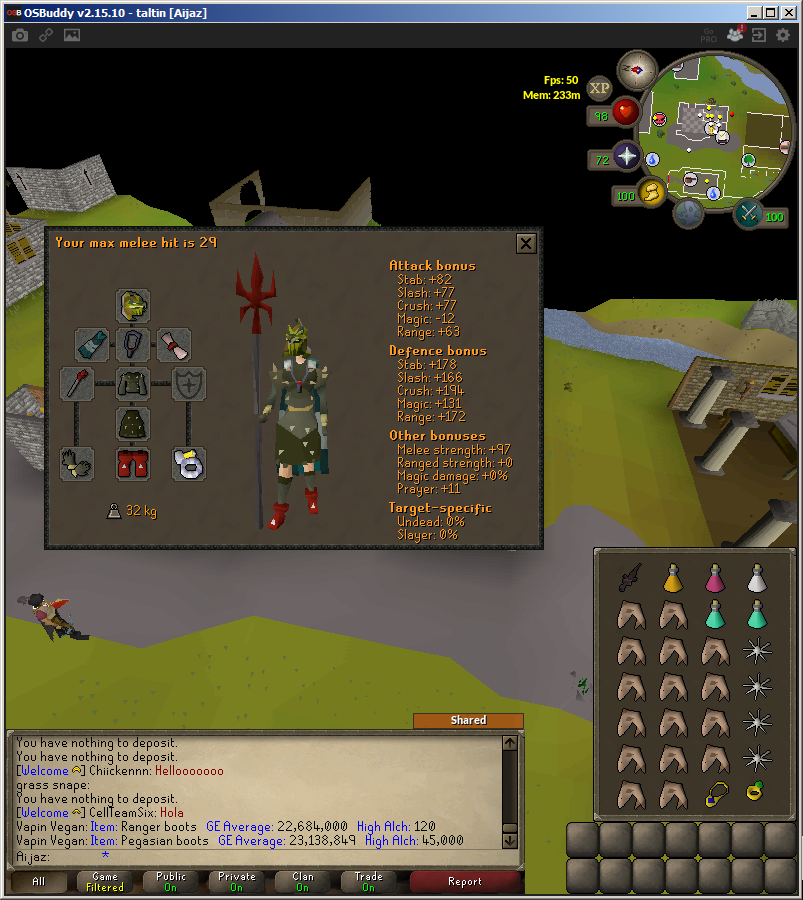 OSBuddy v2.15.10 - taltin [Aijaz]
Go
PRO
Fps: 50
Mem: 233m
XP
98
72
100
100
Your max melee hit is 29
Attack bonus
Stab: +82
Slash: +77
Crush: +77
Magic: -12
Range: +63
Defence bonus
Stab: +178
Slash: +166
Crush: +194
Magic: +131
Range: +172
Other bonuses
Melee strength: +97
Ranged strength: +0
Magic damage: +0%
Prayer: +11
Target-specific
Undead: 0%
Slayer: 0%
32 kg
Shared
You have nothing to deposit.
You have nothing to deposit.
[Welcome] Chiickennn: Hellooooooo
grass snape:
You have nothing to deposit.
[Welcome] CellTeamSix: Hola
Vapin Vegan: Item: Ranger boots GE Average: 22,684,000 High Alch: 120
Vapin Vegan: Item: Pegasian boots GE Average: 23,138,849 High Alch: 45,000
Aijaz: *
All
Game
Filtered
Public
On
Private
On
Clan
On
Trade
On
Report